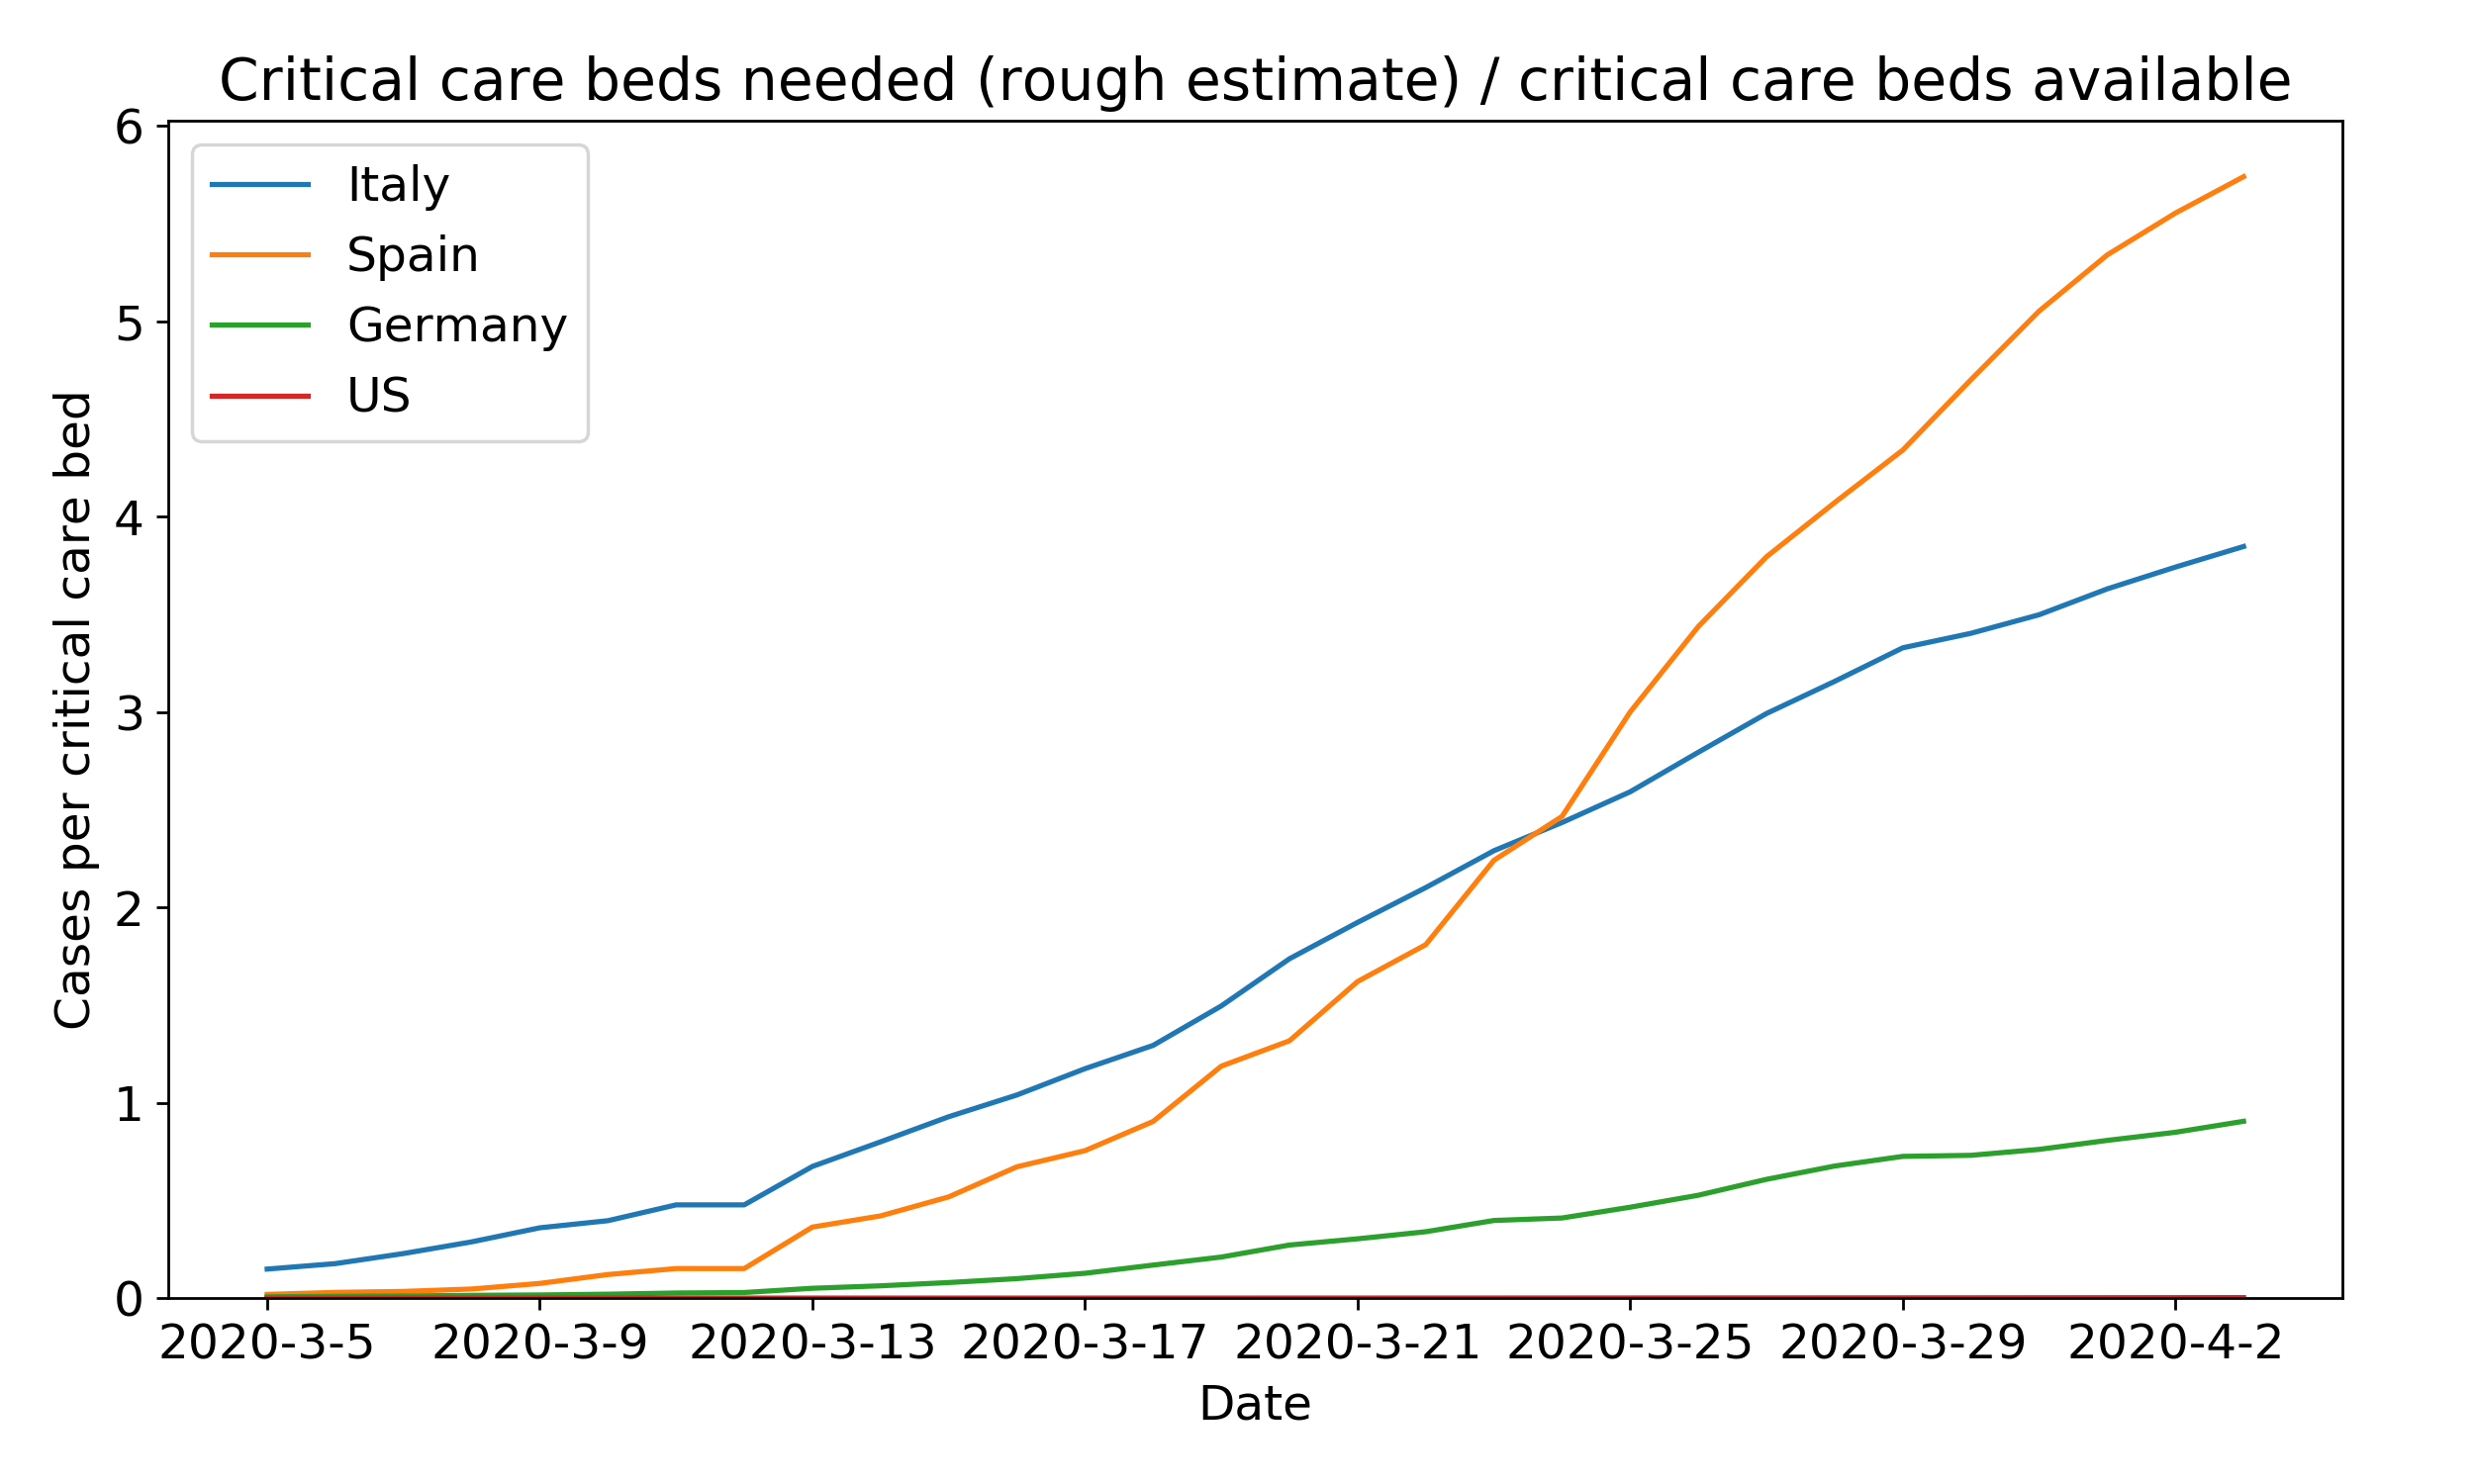 Critical care beds needed (rough estimate) / critical care beds available
6
5
4
3
2
1
0
Cases per critical care bed
Italy
Spain
Germany
US
2020-3-5 2020-3-9 2020-3-13 2020-3-17 2020-3-21 2020-3-25 2020-3-29 2020-4-2
Date